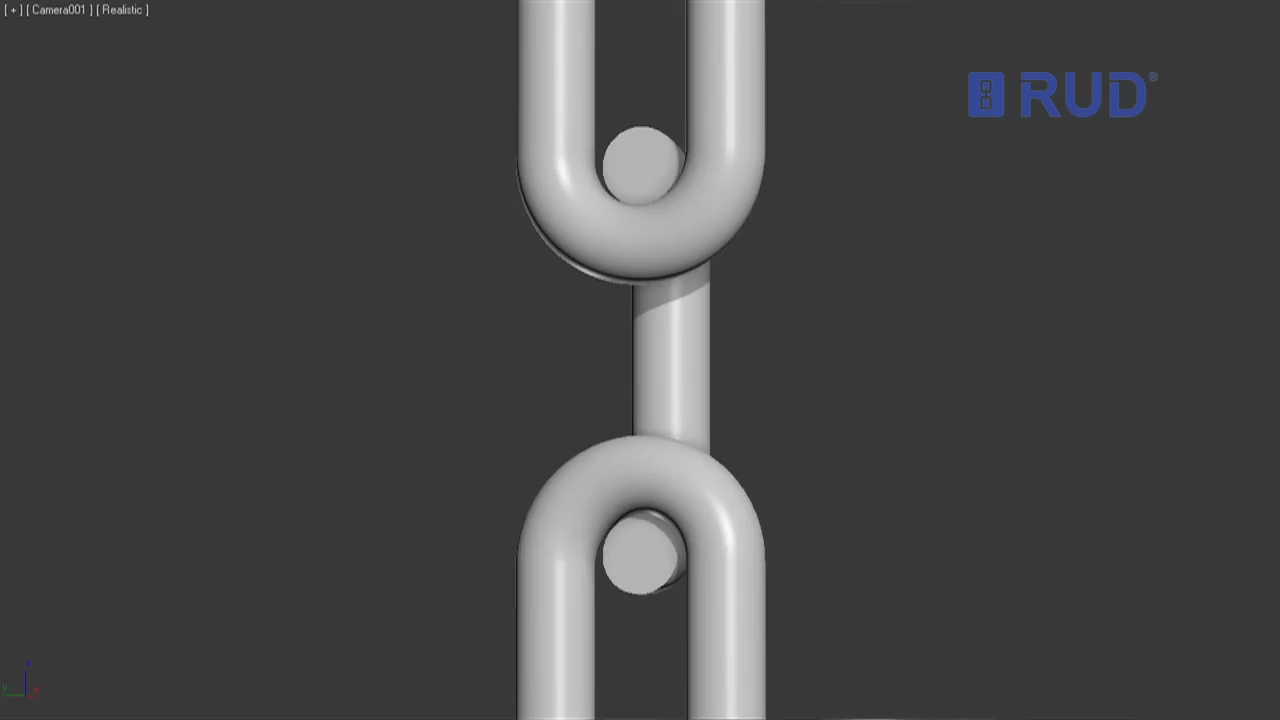 [ + ] [ Camera001 ] [ Realistic ]
RUD®
z
y
x